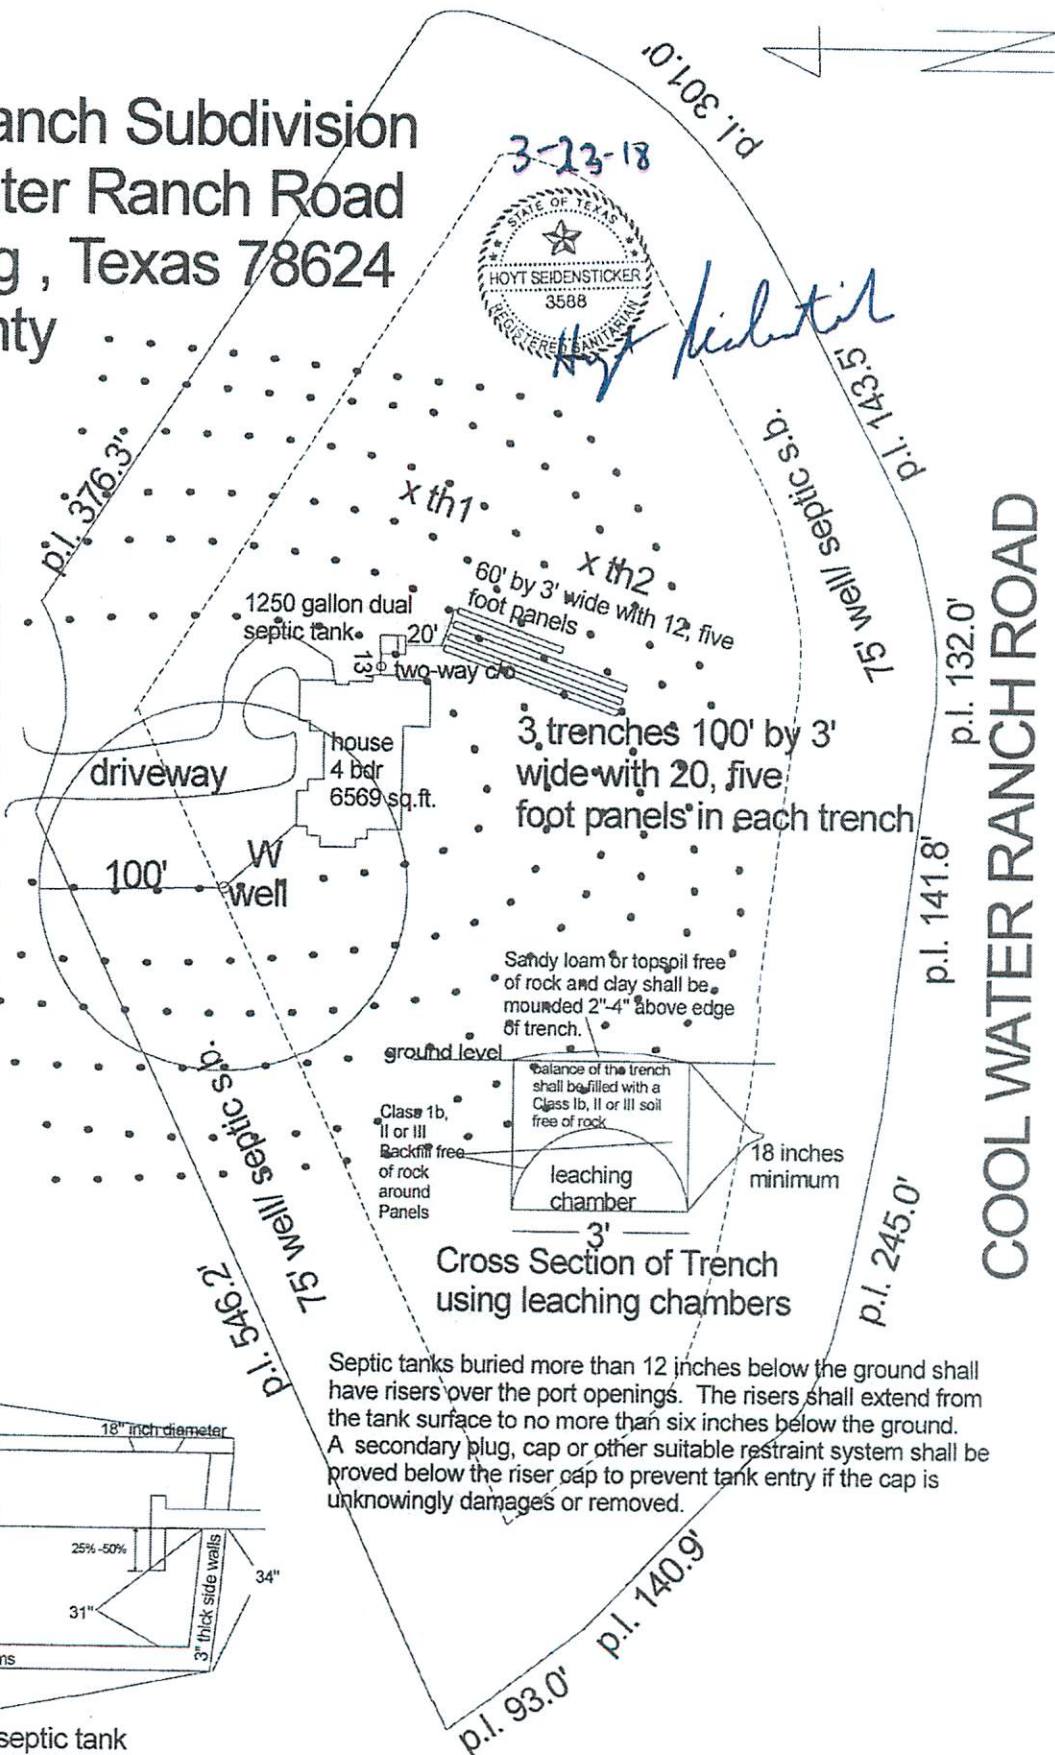 anch Subdivision
ter Ranch Road
g , Texas 78624
nty
3-23-18
STATE OF TEXAS
HOYT SEIDENSTICKER
3588
REGISTERED SANITARIAN
p.l. 301.0'
p.l. 143.5'
p.l. 376.3'
75' well/ septic s.b.
x th1
x th2
60' by 3' wide with 12, five
foot panels
1250 gallon dual
septic tank
20'
13'
two-way c/o
p.l. 132.0'
3 trenches 100' by 3'
wide with 20, five
foot panels in each trench
house
4 bdr
6569 sq.ft.
driveway
W
well
100'
p.l. 141.8'
COOL WATER RANCH ROAD
Sandy loam or topsoil free
of rock and clay shall be
mounded 2"-4" above edge
of trench.
ground level
balance of the trench
shall be filled with a
Class Ib, II or III soil
free of rock
Class 1b,
II or III
Backfill free
of rock
around
Panels
leaching
chamber
18 inches
minimum
3'
Cross Section of Trench
using leaching chambers
75' well/ septic s.b.
p.l. 546.2'
p.l. 245.0'
Septic tanks buried more than 12 inches below the ground shall
have risers over the port openings. The risers shall extend from
the tank surface to no more than six inches below the ground.
A secondary plug, cap or other suitable restraint system shall be
proved below the riser cap to prevent tank entry if the cap is
unknowingly damages or removed.
18" inch diameter
25% -50%
31"
3" thick side walls
34"
ms
septic tank
p.l. 140.9'
p.l. 93.0'